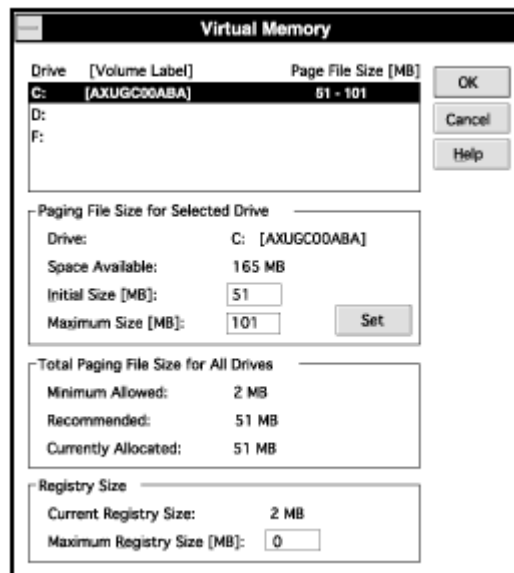 Virtual Memory
Drive [Volume Label] Page File Size [MB]
C: [AXUGC00ABA] 51 - 101
D:
F:
OK
Cancel
Help
Paging File Size for Selected Drive
Drive: C: [AXUGC00ABA]
Space Available: 165 MB
Initial Size [MB]: 51
Maximum Size [MB]: 101
Set
Total Paging File Size for All Drives
Minimum Allowed: 2 MB
Recommended: 51 MB
Currently Allocated: 51 MB
Registry Size
Current Registry Size: 2 MB
Maximum Registry Size [MB]: 0